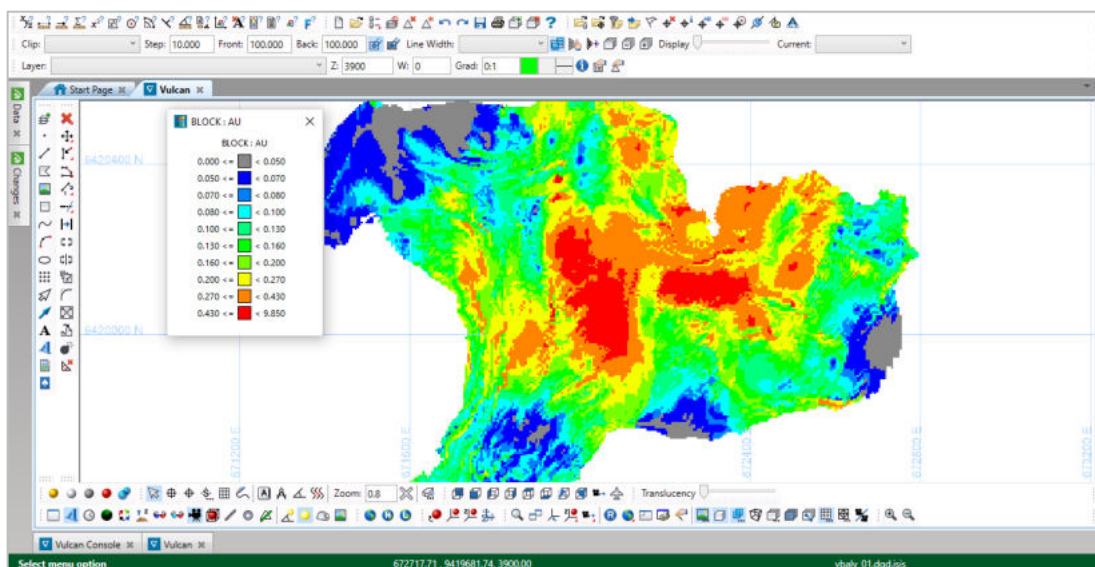 Clip: Step: 10.000 Front: 100.000 Back: 100.000 Line Width: Display Current:
Layer: Z: 3900 W: 0 Grad: 0:1
Data
Changes
Start Page
Vulcan
BLOCK : AU
BLOCK : AU
0.000 <= < 0.050
0.050 <= < 0.070
0.070 <= < 0.080
0.080 <= < 0.100
0.100 <= < 0.130
0.130 <= < 0.160
0.160 <= < 0.200
0.200 <= < 0.270
0.270 <= < 0.430
0.430 <= < 9.850
6420400 N
6420000 N
671200 E
671600 E
672400 E
672800 E
673200 E
Zoom: 0.8 Translucency
Vulcan Console
Vulcan
Select menu option 672717.71, 9419681.74, 3900.00 vbaly_01.dgd.isis